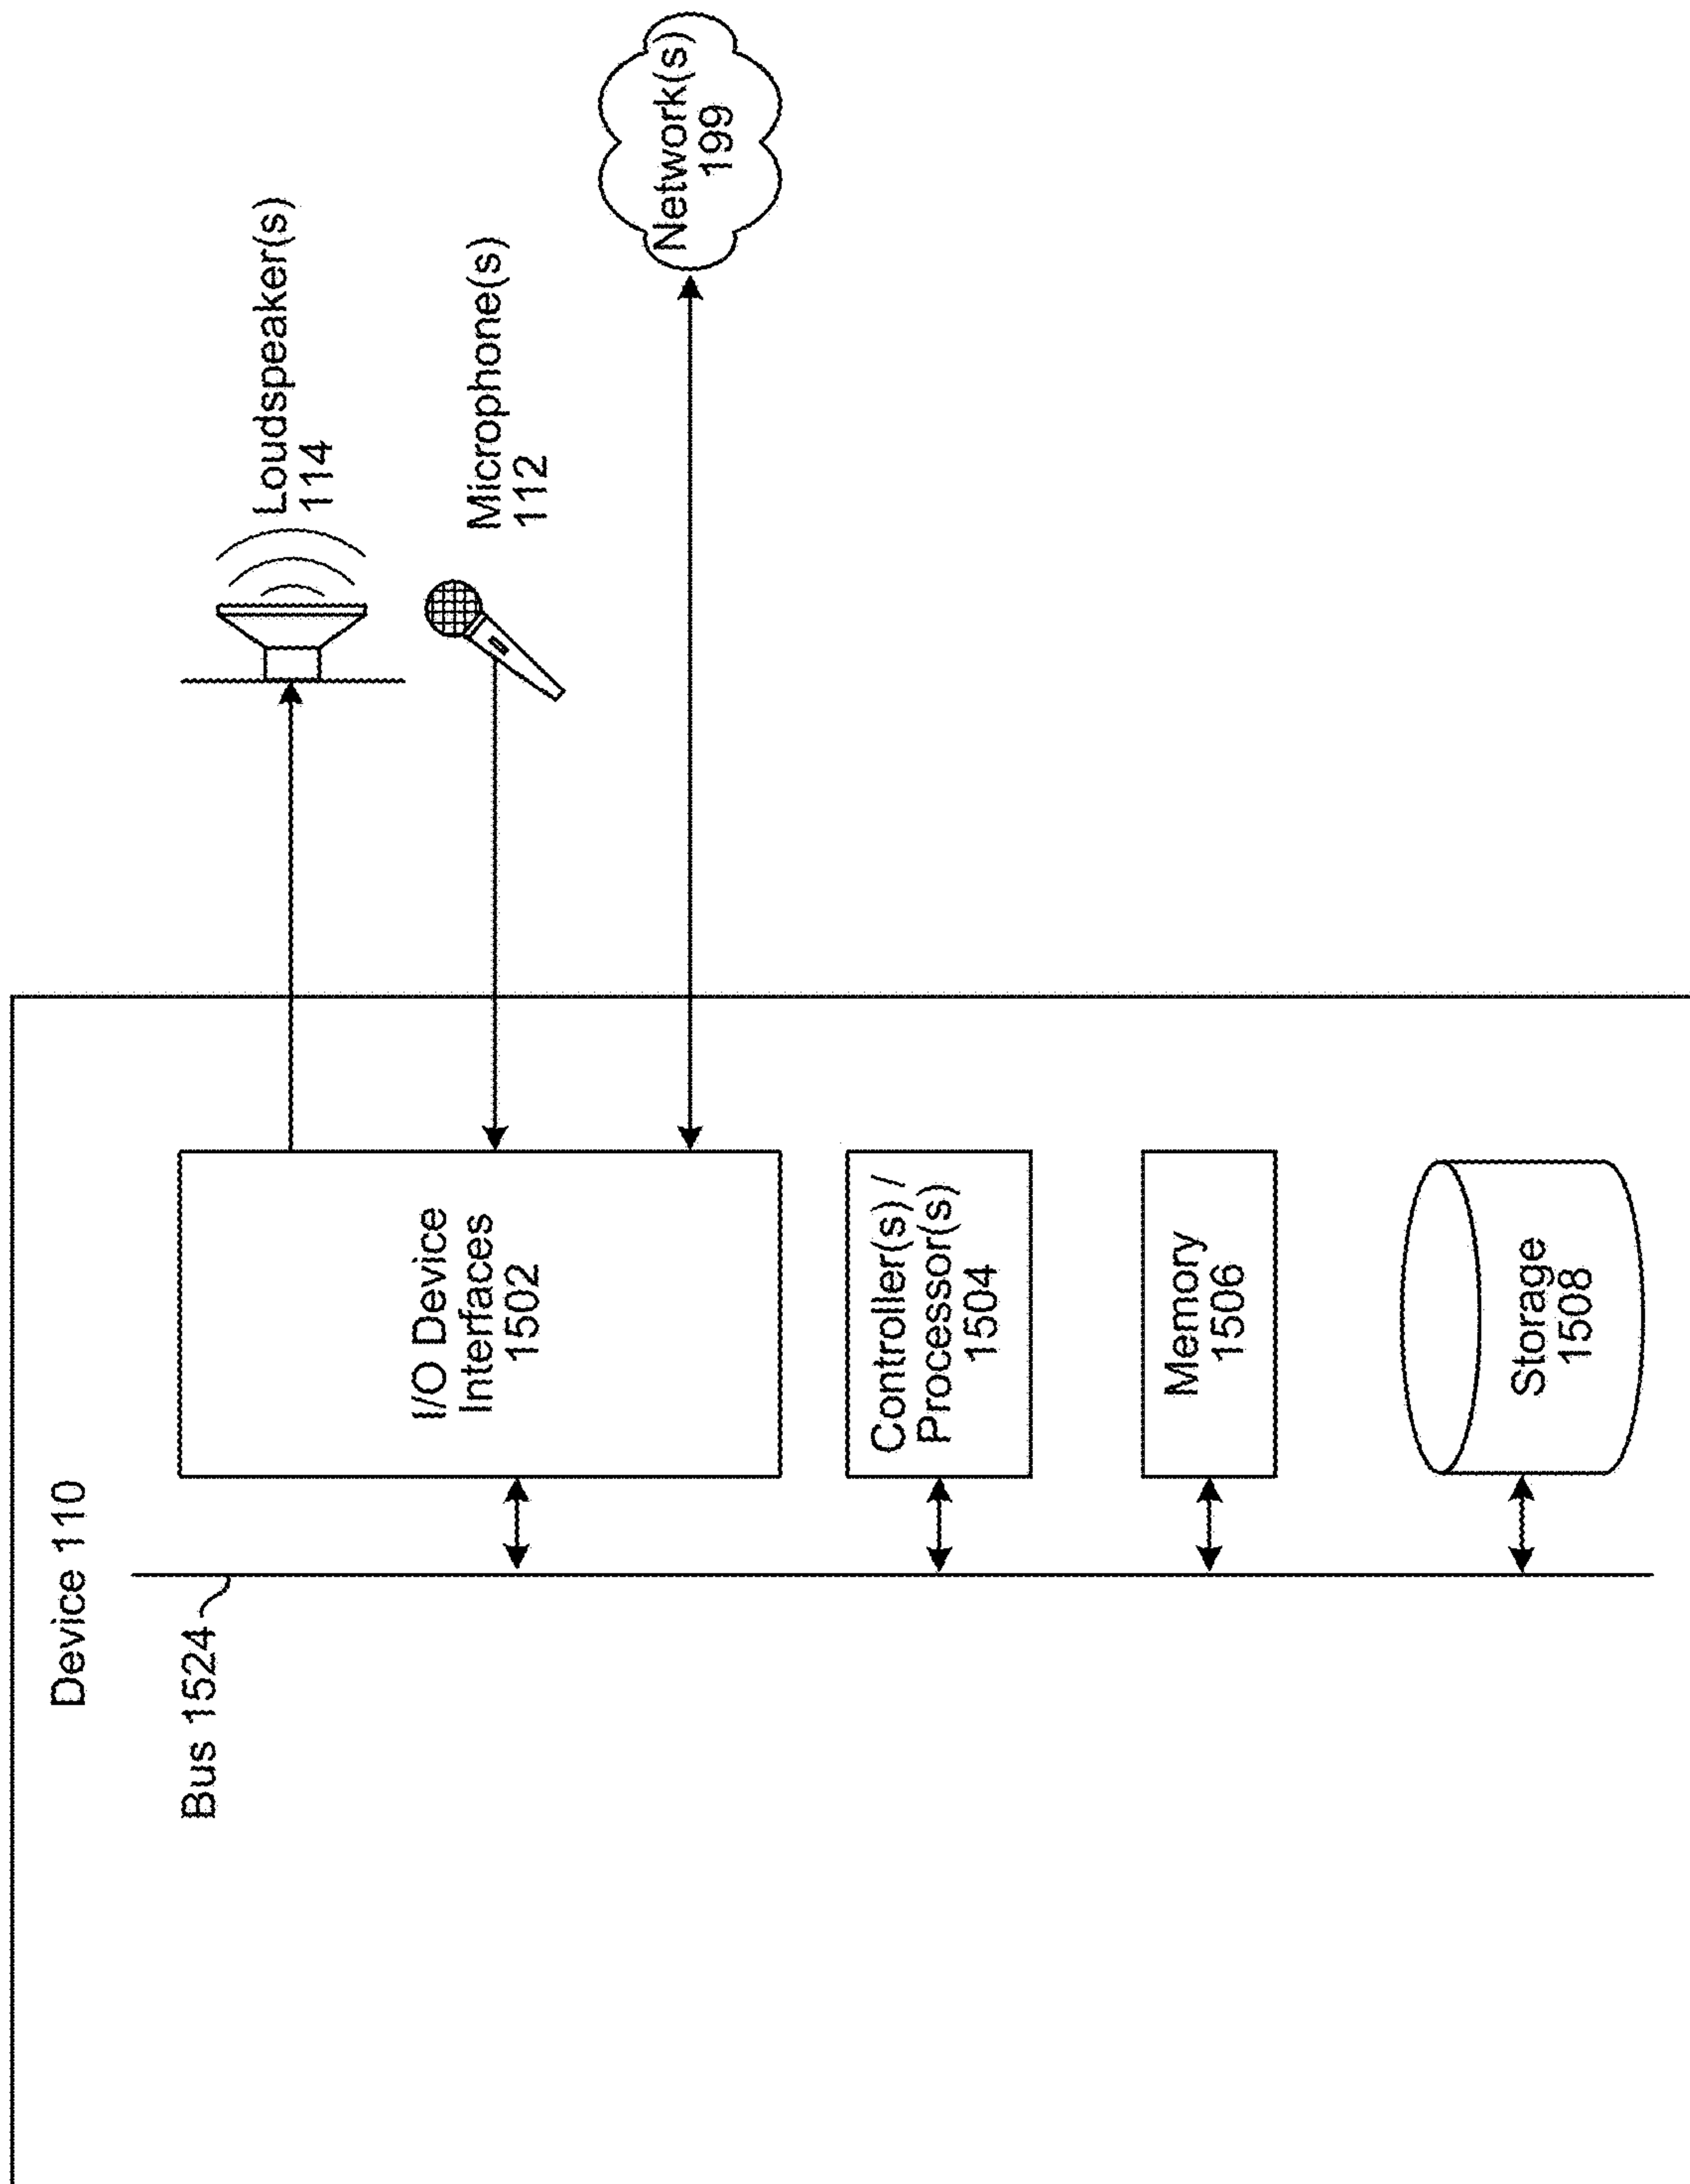 Device 110
Bus 1524
I/O Device
Interfaces
1502
Controller(s) /
Processor(s)
1504
Memory
1506
Storage
1508
Loudspeaker(s)
114
Microphone(s)
112
Network(s)
199